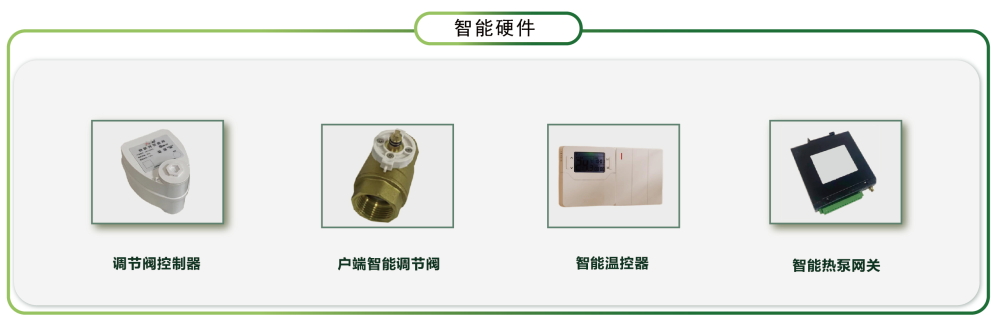 智能硬件
调节阀控制器
户端智能调节阀
智能温控器
智能热泵网关